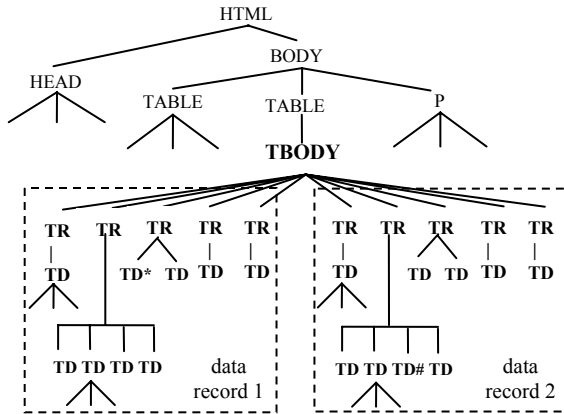 HTML
BODY
HEAD
TABLE TABLE P
TBODY
TR TR TR TR TR TR TR TR TR TR
TD TD* TD TD TD TD TD TD TD TD
TD TD TD TD data TD TD TD# TD data
record 1 record 2